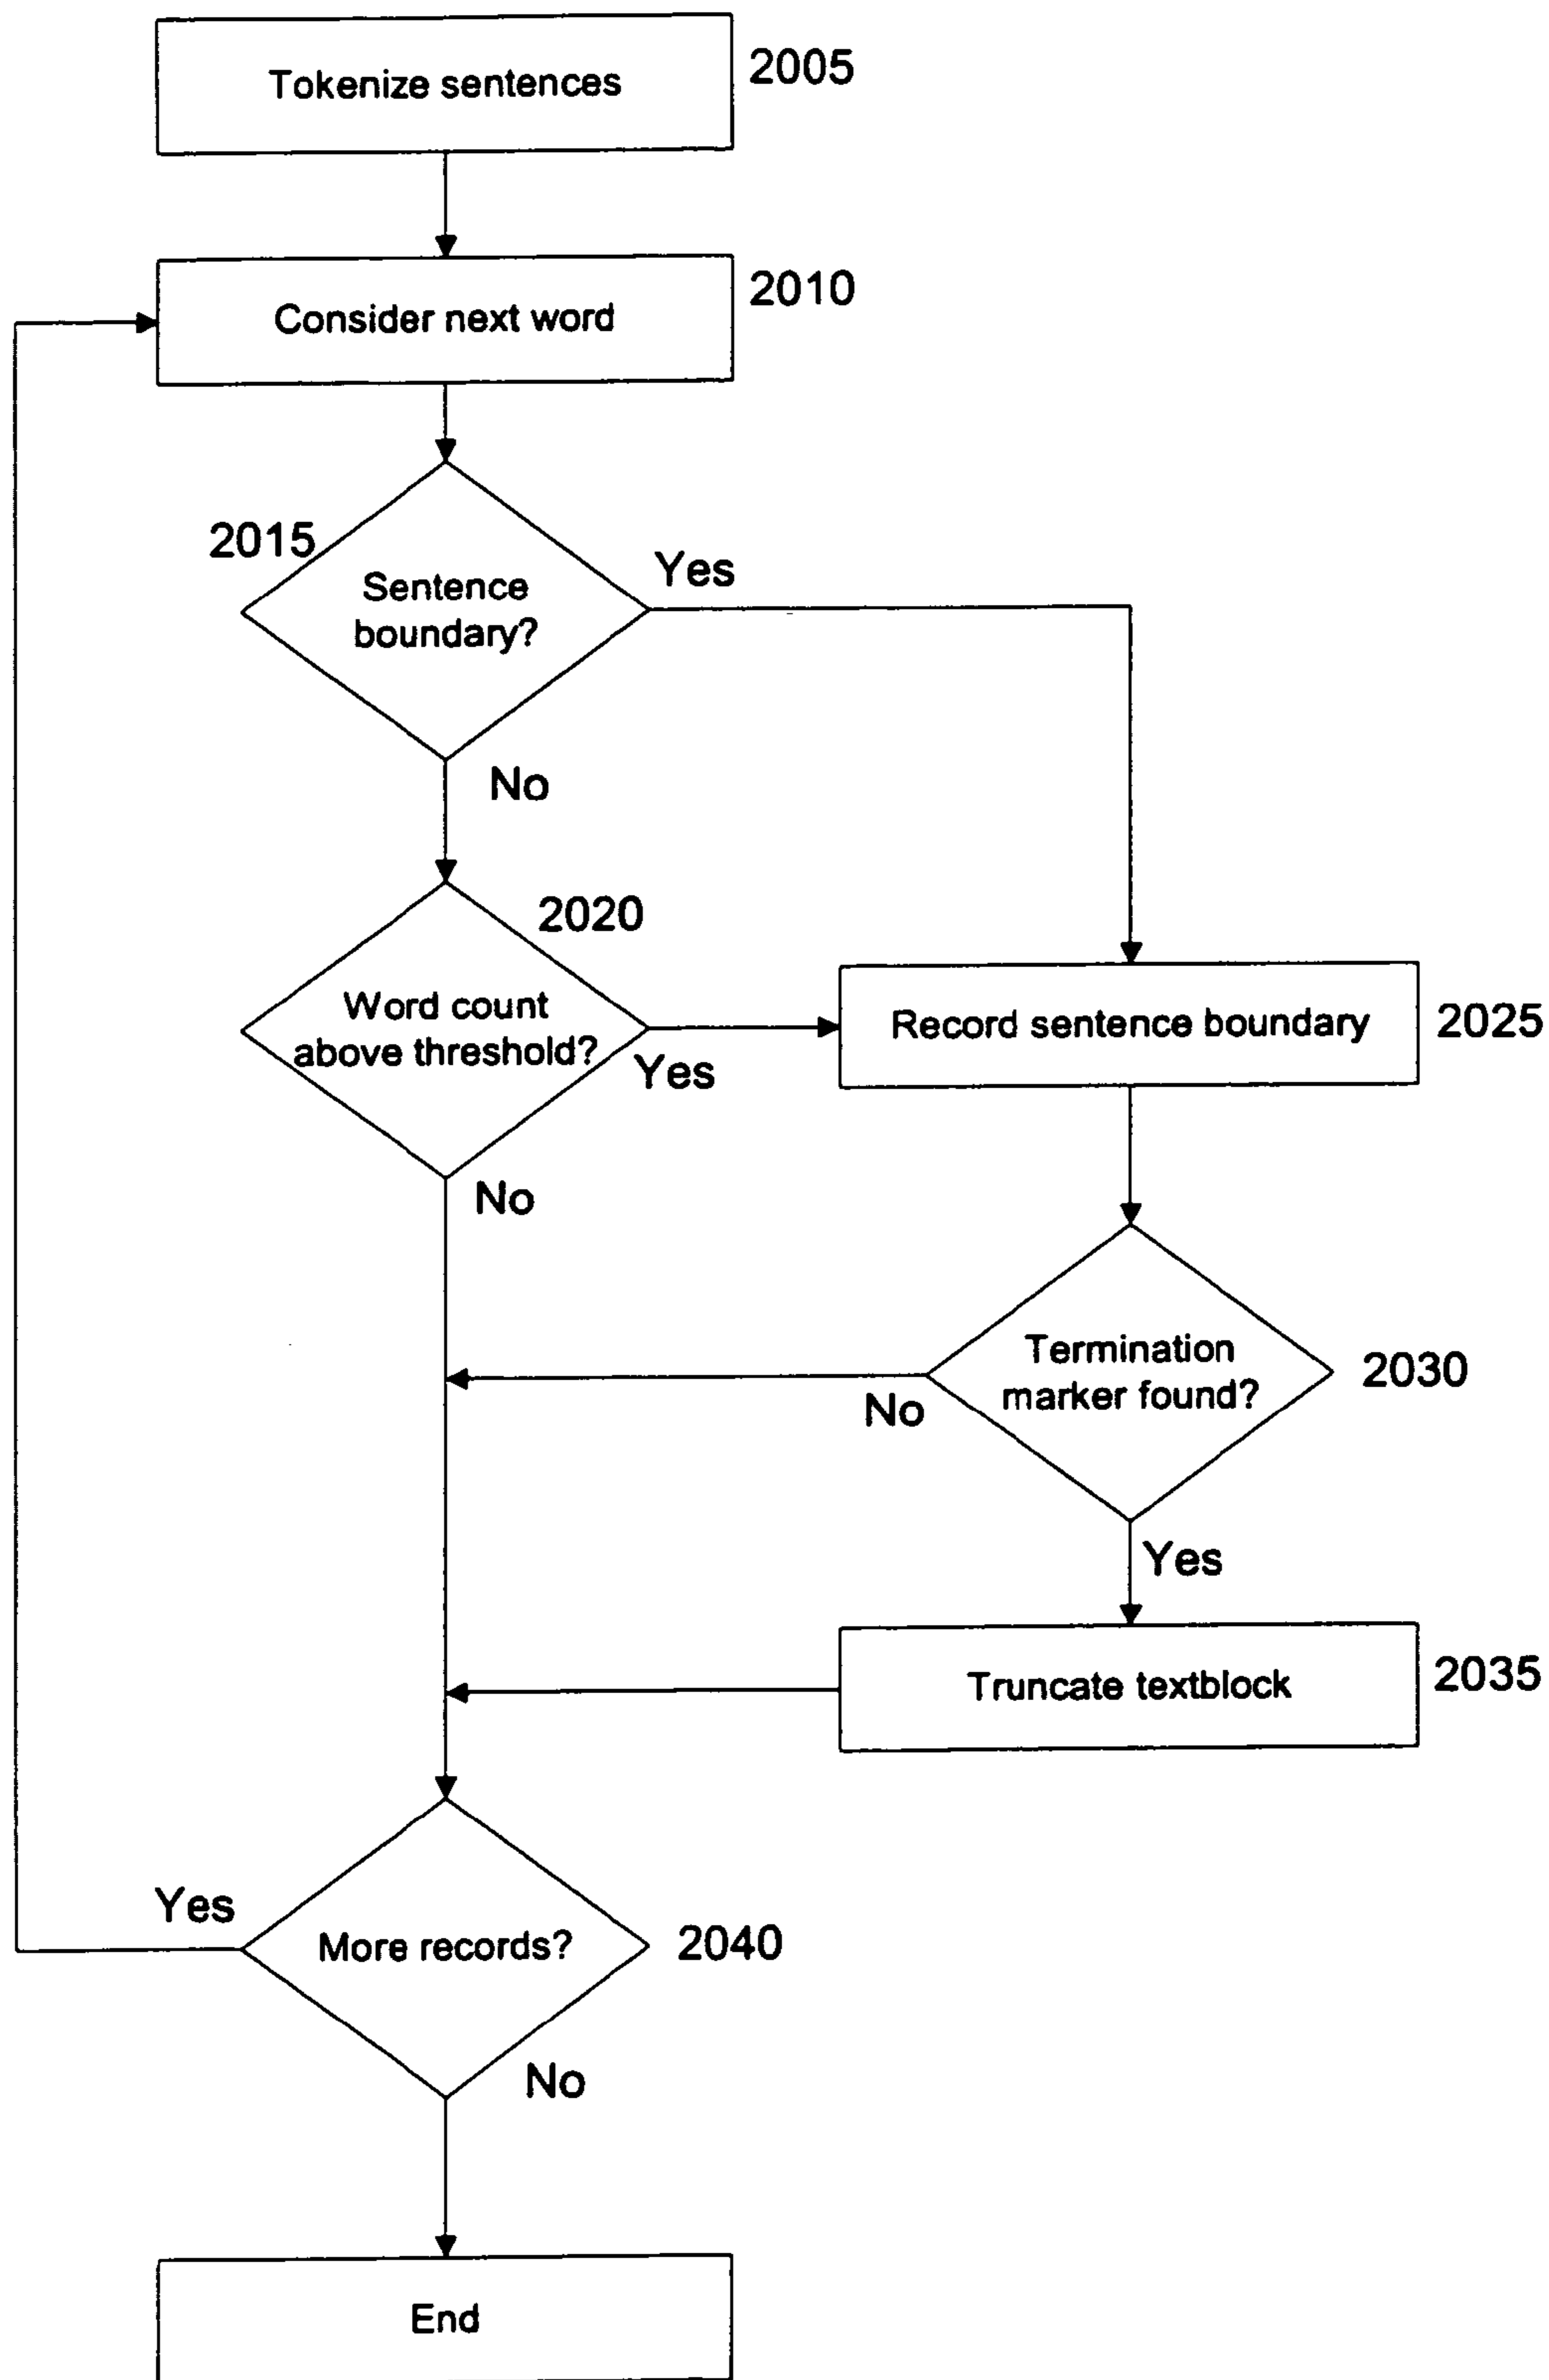 Tokenize sentences
2005
Consider next word
2010
2015
Sentence
boundary?
Yes
No
2020
Word count
above threshold?
Yes
No
Record sentence boundary
2025
Termination
marker found?
2030
No
Yes
Truncate textblock
2035
More records?
2040
Yes
No
End